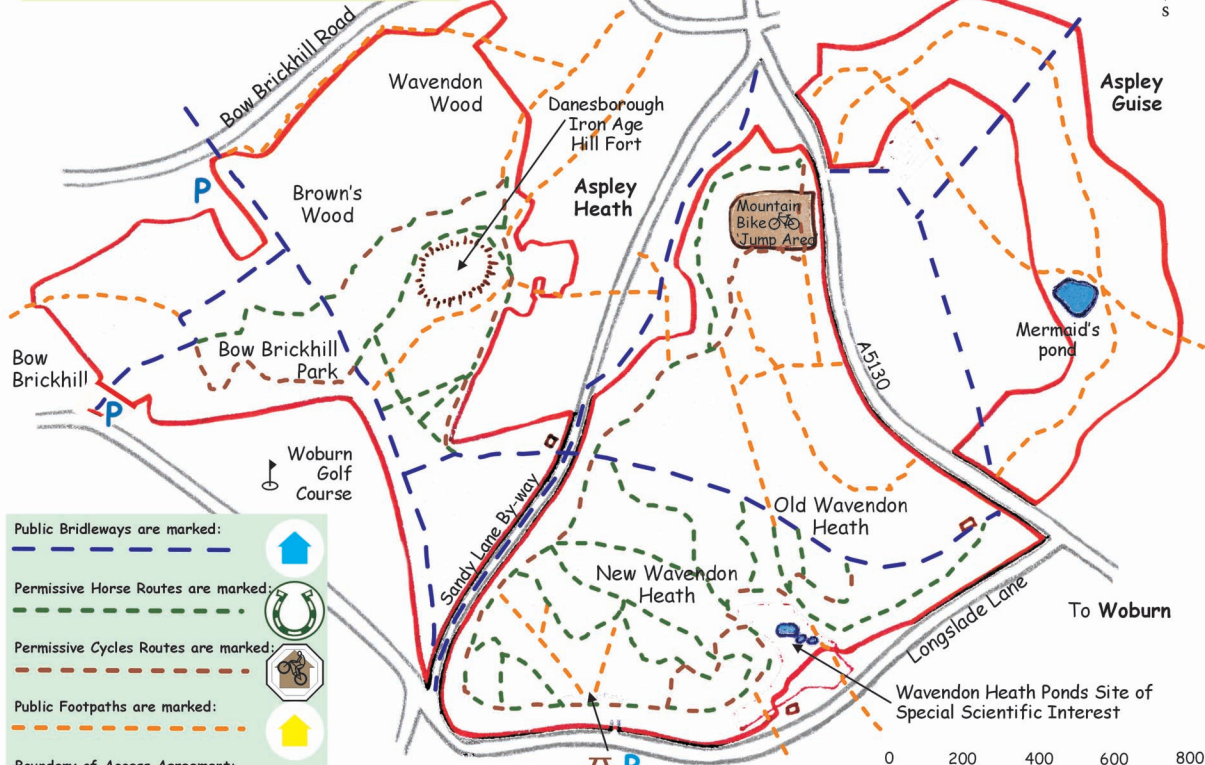 s
Bow Brickhill Road
Wavendon
Wood
Danesborough
Iron Age
Hill Fort
Aspley
Guise
P
Brown's
Wood
Aspley
Heath
Mountain
Bike
Jump Area
Mermaid's
pond
Bow
Brickhill
Bow Brickhill
Park
A5130
P
Woburn
Golf
Course
Sandy Lane By-way
Old Wavendon
Heath
New Wavendon
Heath
To Woburn
Longslade Lane
Wavendon Heath Ponds Site of
Special Scientific Interest
Public Bridleways are marked:
Permissive Horse Routes are marked:
Permissive Cycles Routes are marked:
Public Footpaths are marked:
Boundary of Access Agreement:
P
0 200 400 600 800